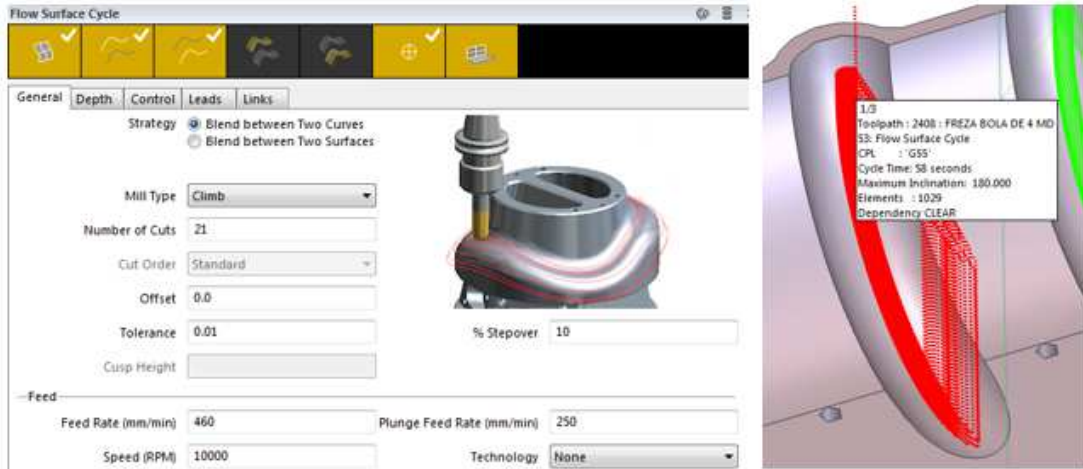 Flow Surface Cycle
General Depth Control Leads Links
Strategy Blend between Two Curves
Blend between Two Surfaces
Mill Type Climb
Number of Cuts 21
Cut Order Standard
Offset 0.0
Tolerance 0.01 % Stepover 10
Cusp Height
Feed
Feed Rate (mm/min) 460 Plunge Feed Rate (mm/min) 250
Speed (RPM) 10000 Technology None
1/3
Toolpath : 2408 : FREZA BOLA DE 4 MD
53: Flow Surface Cycle
CPL : 'G55'
Cycle Time: 58 seconds
Maximum Inclination: 180.000
Elements : 1029
Dependency CLEAR